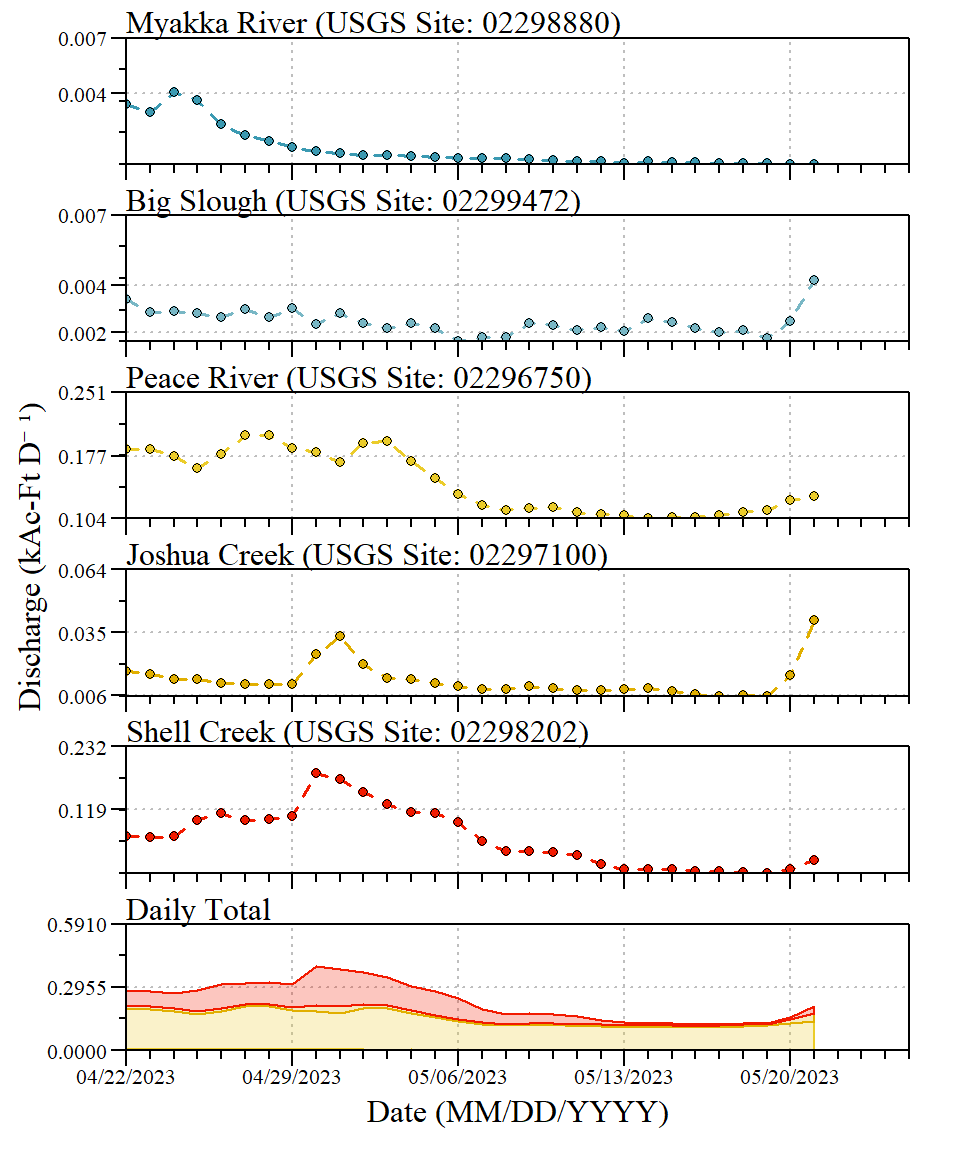 Myakka River (USGS Site: 02298880)
0.007
0.004
Big Slough (USGS Site: 02299472)
0.007
0.004
0.002
Peace River (USGS Site: 02296750)
0.251
0.177
0.104
Joshua Creek (USGS Site: 02297100)
0.064
0.035
0.006
Shell Creek (USGS Site: 02298202)
0.232
0.119
Daily Total
0.5910
0.2955
0.0000
Discharge (kAc-Ft D⁻¹)
04/22/2023 04/29/2023 05/06/2023 05/13/2023 05/20/2023
Date (MM/DD/YYYY)